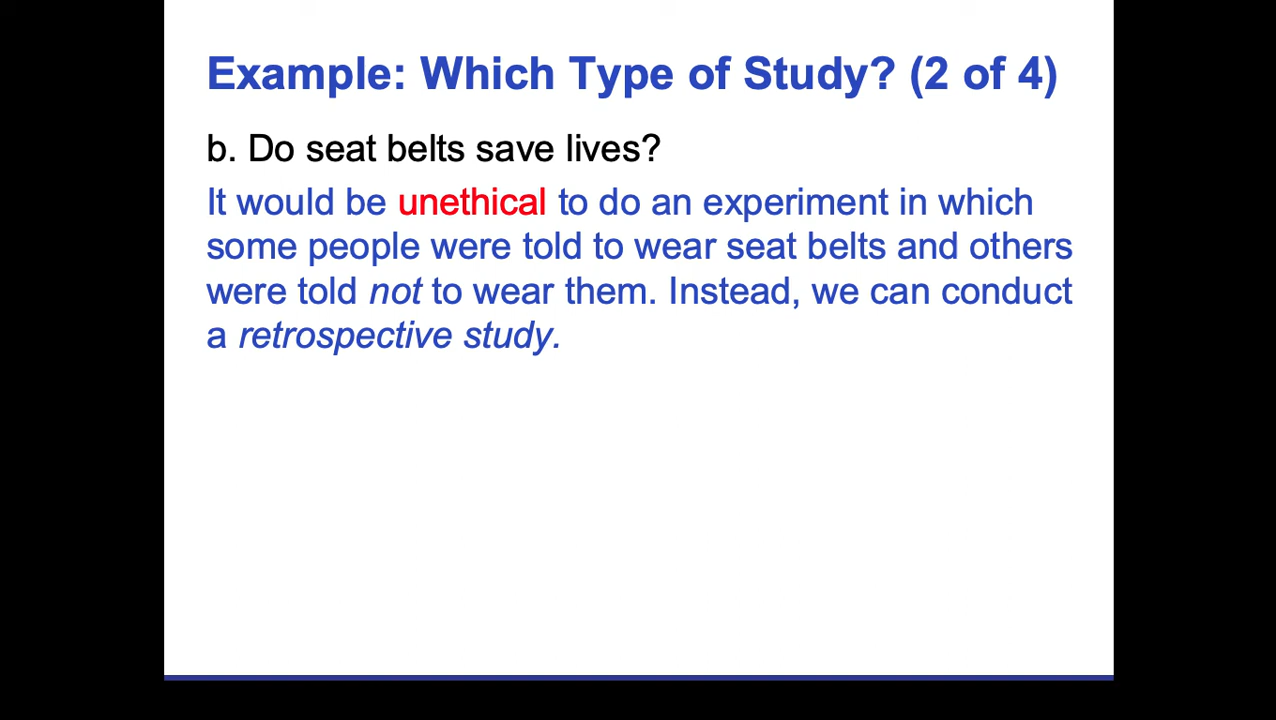 Example: Which Type of Study? (2 of 4)
b. Do seat belts save lives?
It would be unethical to do an experiment in which
some people were told to wear seat belts and others
were told not to wear them. Instead, we can conduct
a retrospective study.